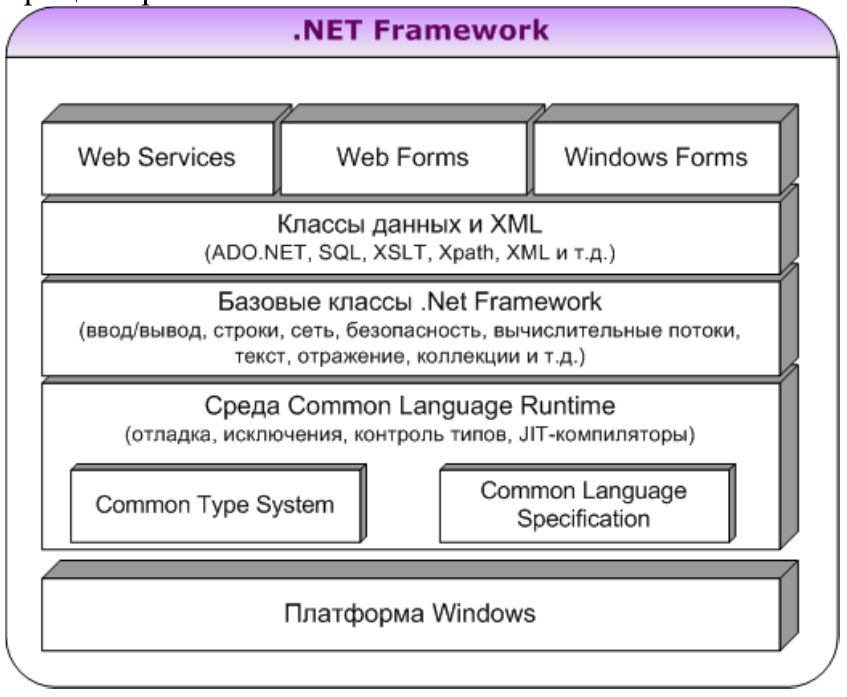 .NET Framework
Web Services
Web Forms
Windows Forms
Классы данных и XML
(ADO.NET, SQL, XSLT, Xpath, XML и т.д.)
Базовые классы .Net Framework
(ввод/вывод, строки, сеть, безопасность, вычислительные потоки,
текст, отражение, коллекции и т.д.)
Среда Common Language Runtime
(отладка, исключения, контроль типов, JIT-компиляторы)
Common Type System
Common Language
Specification
Платформа Windows